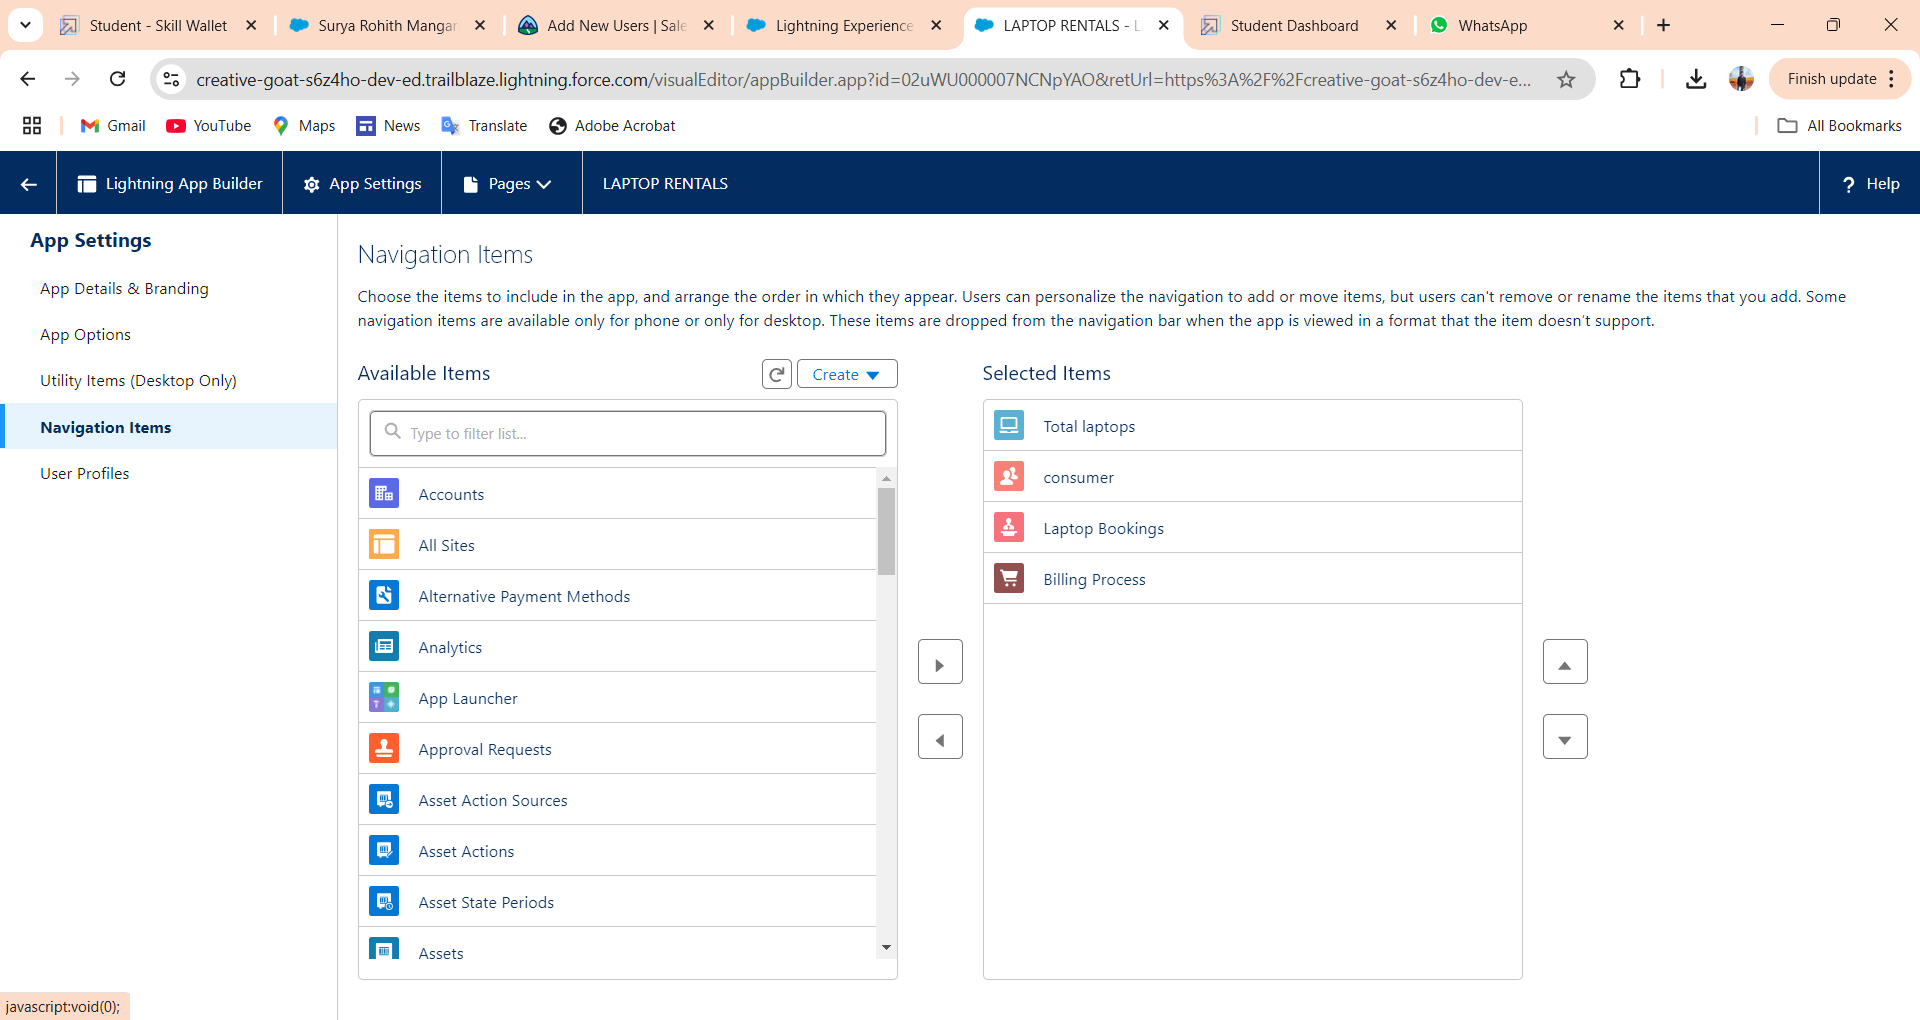 Student - Skill Wallet
Surya Rohith Mangar
Add New Users | Sale
Lightning Experience
LAPTOP RENTALS - L
Student Dashboard
WhatsApp
creative-goat-s6z4ho-dev-ed.trailblaze.lightning.force.com/visualEditor/appBuilder.app?id=02uWU000007NCNpYAO&retUrl=https%3A%2F%2Fcreative-goat-s6z4ho-dev-e...
Finish update
Gmail
YouTube
Maps
News
Translate
Adobe Acrobat
All Bookmarks
Lightning App Builder
App Settings
Pages
LAPTOP RENTALS
? Help
App Settings
App Details & Branding
App Options
Utility Items (Desktop Only)
Navigation Items
User Profiles
Navigation Items
Choose the items to include in the app, and arrange the order in which they appear. Users can personalize the navigation to add or move items, but users can't remove or rename the items that you add. Some
navigation items are available only for phone or only for desktop. These items are dropped from the navigation bar when the app is viewed in a format that the item doesn't support.
Available Items
Create
Type to filter list...
Accounts
All Sites
Alternative Payment Methods
Analytics
App Launcher
Approval Requests
Asset Action Sources
Asset Actions
Asset State Periods
Assets
Selected Items
Total laptops
consumer
Laptop Bookings
Billing Process
javascript:void(0);